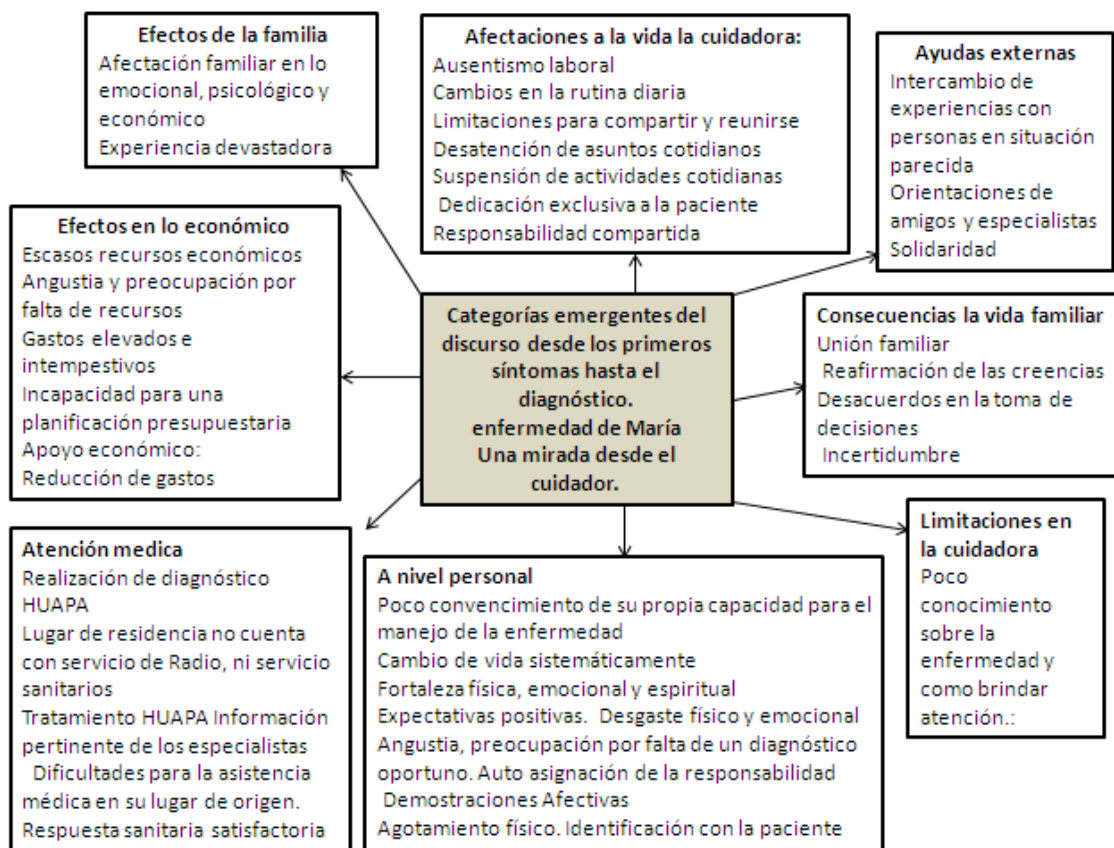 Efectos de la familia
Afectación familiar en lo
emocional, psicológico y
económico
Experiencia devastadora
Afectaciones a la vida la cuidadora:
Ausentismo laboral
Cambios en la rutina diaria
Limitaciones para compartir y reunirse
Desatención de asuntos cotidianos
Suspensión de actividades cotidianas
Dedicación exclusiva a la paciente
Responsabilidad compartida
Ayudas externas
Intercambio de
experiencias con
personas en situación
parecida
Orientaciones de
amigos y especialistas
Solidaridad
Efectos en lo económico
Escasos recursos económicos
Angustia y preocupación por
falta de recursos
Gastos elevados e
intempestivos
Incapacidad para una
planificación presupuestaria
Apoyo económico:
Reducción de gastos
Categorías emergentes del
discurso desde los primeros
síntomas hasta el
diagnóstico.
enfermedad de María
Una mirada desde el
cuidador.
Consecuencias la vida familiar
Unión familiar
Reafirmación de las creencias
Desacuerdos en la toma de
decisiones
Incertidumbre
Atención medica
Realización de diagnóstico
HUAPA
Lugar de residencia no cuenta
con servicio de Radio, ni servicio
sanitarios
Tratamiento HUAPA Información
pertinente de los especialistas
Dificultades para la asistencia
médica en su lugar de origen.
Respuesta sanitaria satisfactoria
A nivel personal
Poco convencimiento de su propia capacidad para el
manejo de la enfermedad
Cambio de vida sistemáticamente
Fortaleza física, emocional y espiritual
Expectativas positivas. Desgaste físico y emocional
Angustia, preocupación por falta de un diagnóstico
oportuno. Auto asignación de la responsabilidad
Demostraciones Afectivas
Agotamiento físico. Identificación con la paciente
Limitaciones en
la cuidadora
Poco
conocimiento
sobre la
enfermedad y
como brindar
atención.: